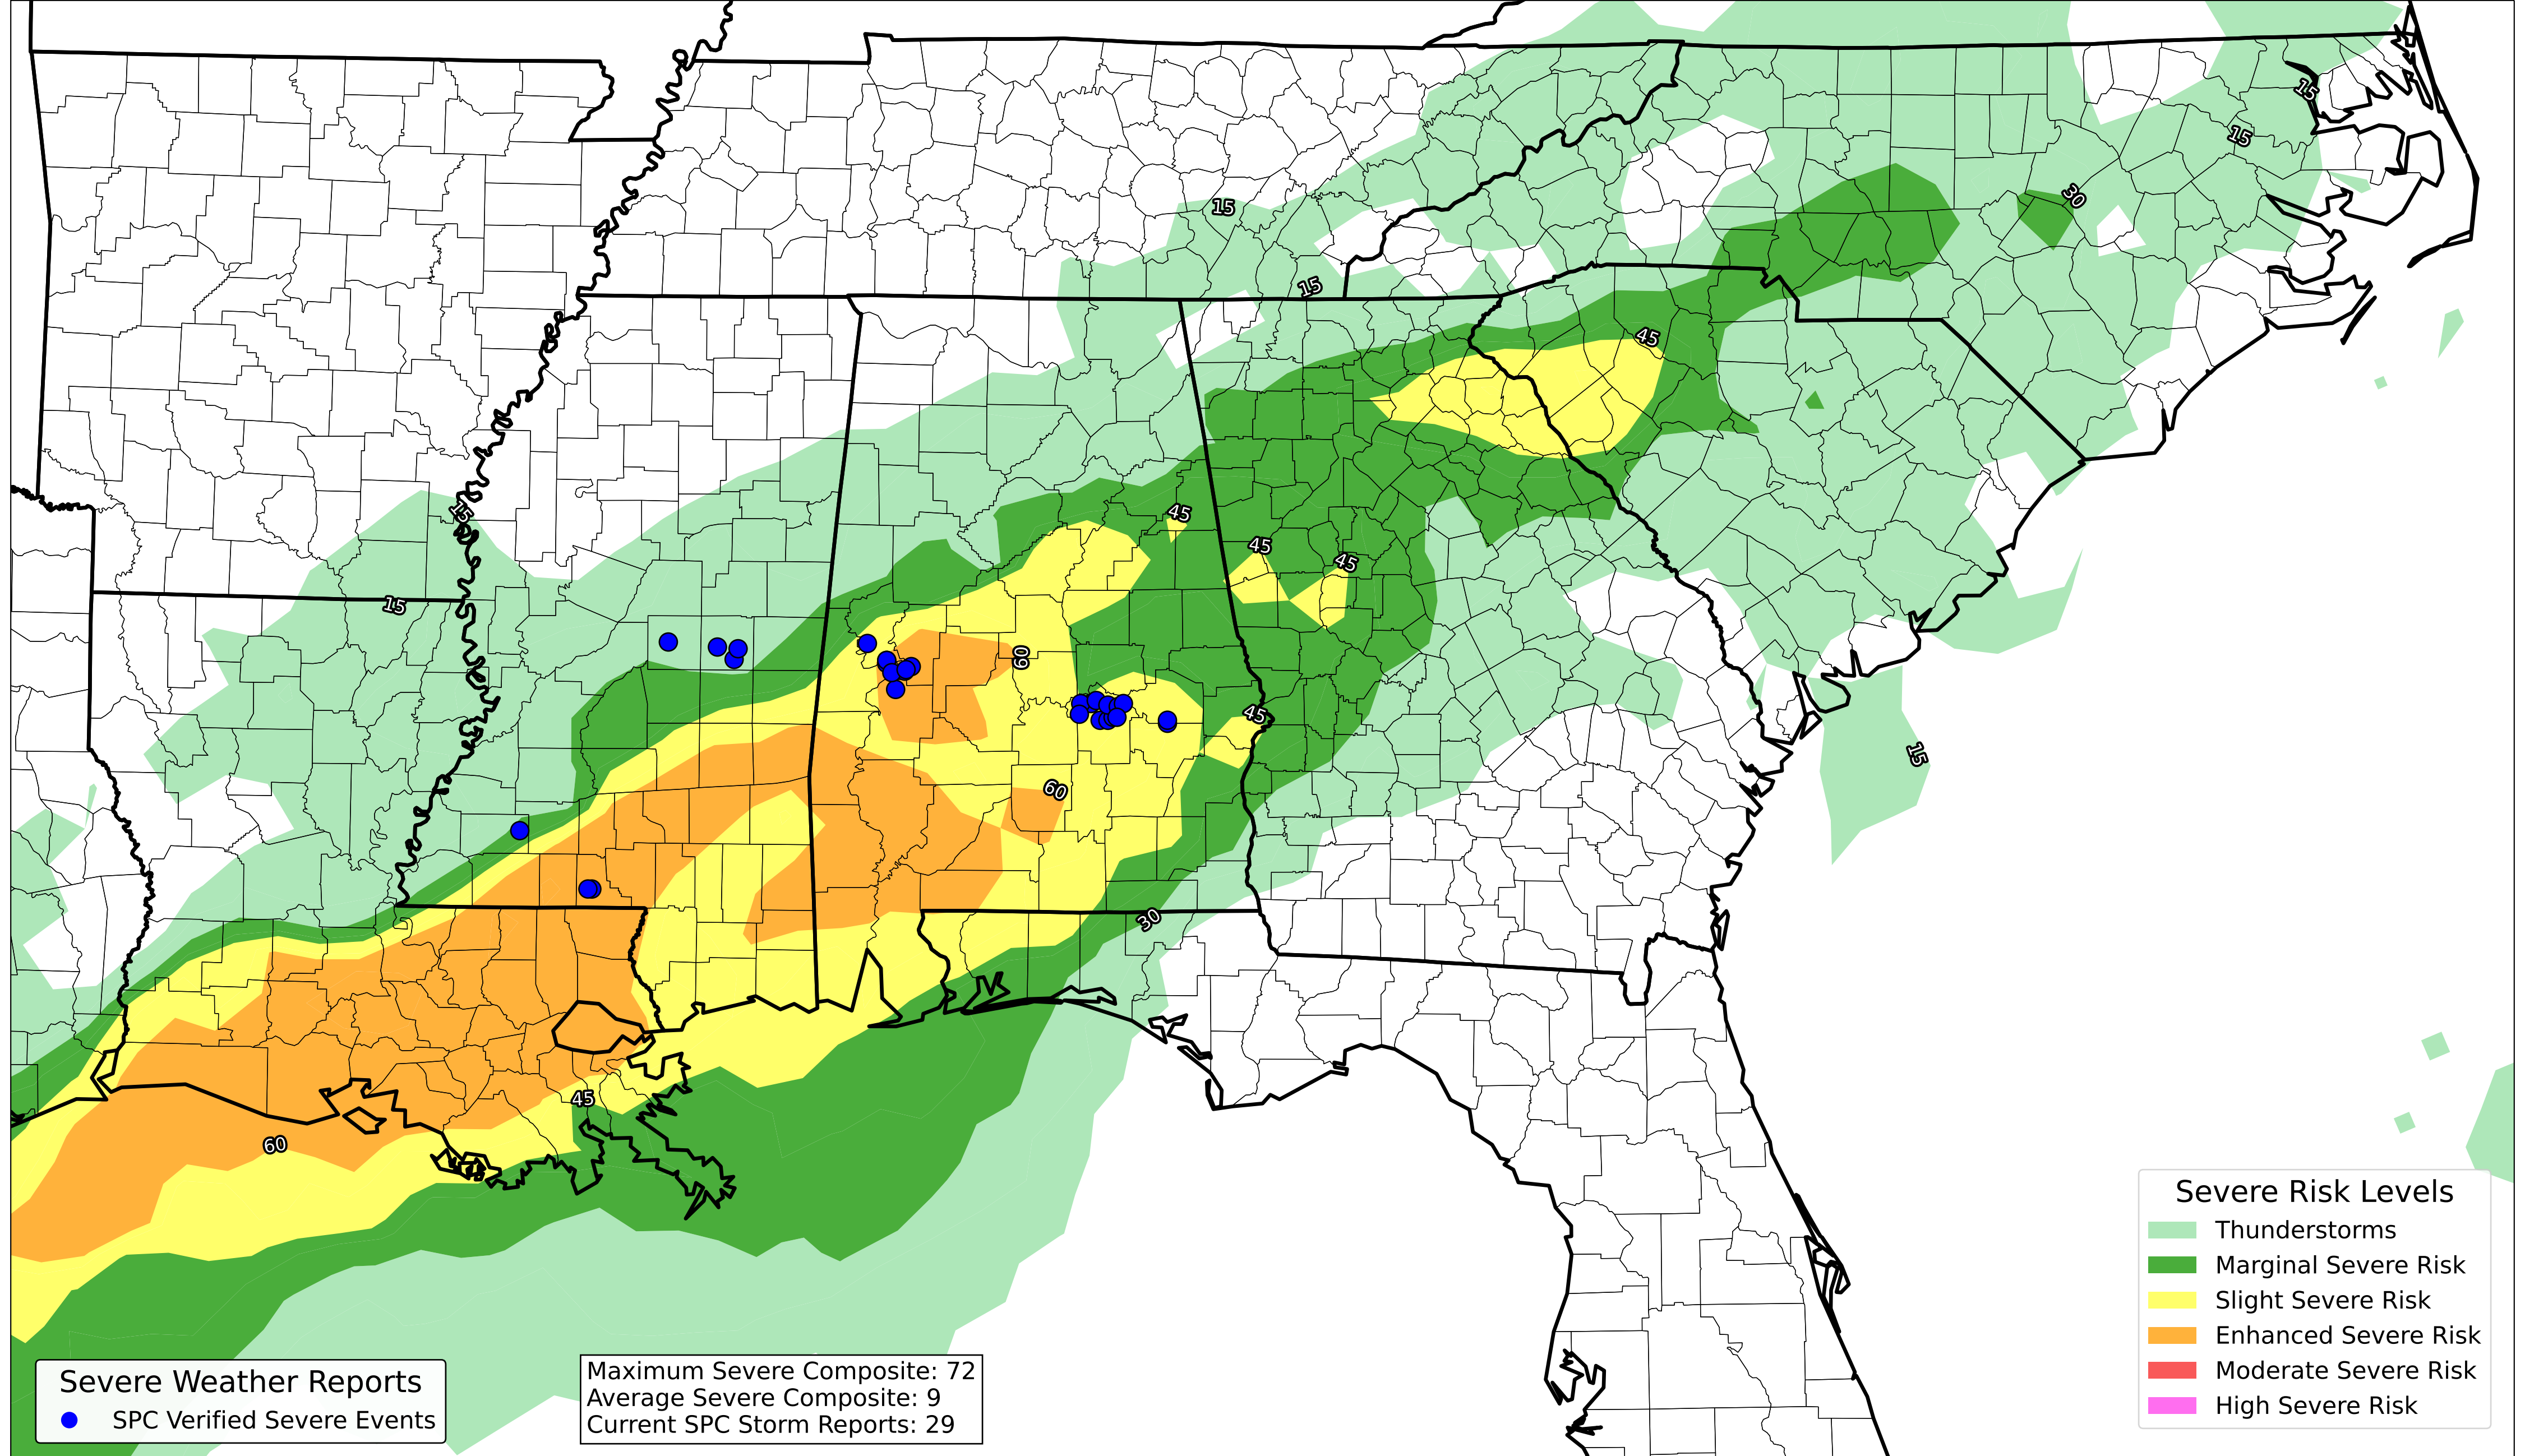 15
15
30
15
15
45
15
45
45
45
15
60
45
15
60
30
45
60
Severe Risk Levels
Thunderstorms
Marginal Severe Risk
Slight Severe Risk
Enhanced Severe Risk
Moderate Severe Risk
High Severe Risk
Severe Weather Reports
SPC Verified Severe Events
Maximum Severe Composite: 72
Average Severe Composite: 9
Current SPC Storm Reports: 29